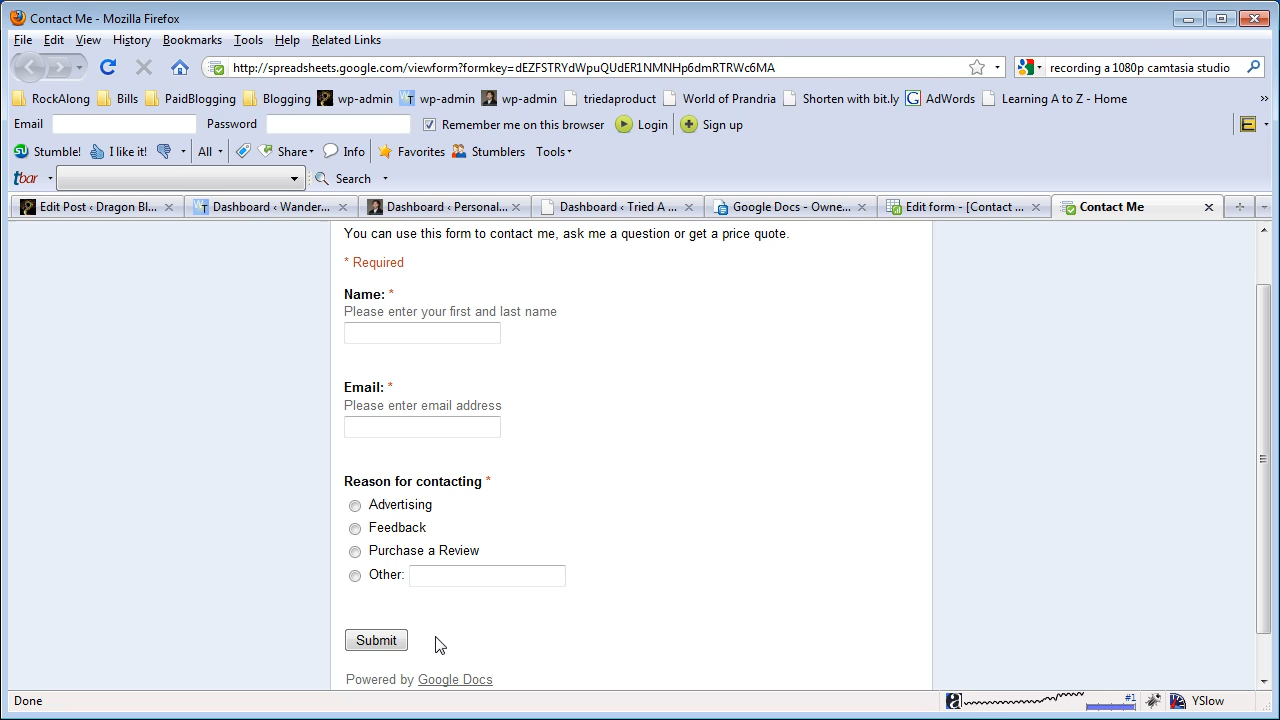 Contact Me - Mozilla Firefox
File Edit View History Bookmarks Tools Help Related Links
http://spreadsheets.google.com/viewform?formkey=dEZFSTRYdWpuQUdER1NMNHp6dmRTRWc6MA recording a 1080p camtasia studio
RockAlong Bills PaidBlogging Blogging wp-admin wp-admin wp-admin triedaproduct World of Prandria Shorten with bit.ly AdWords Learning A to Z - Home »
Email Password Remember me on this browser Login Sign up
Stumble! I like it! All Share Info Favorites Stumblers Tools
tbar Search
Edit Post ‹ Dragon Bl... Dashboard ‹ Wander... Dashboard ‹ Personal... Dashboard ‹ Tried A ... Google Docs - Owne... Edit form - [Contact ... Contact Me
You can use this form to contact me, ask me a question or get a price quote.
* Required
Name: *
Please enter your first and last name
Email: *
Please enter email address
Reason for contacting *
Advertising
Feedback
Purchase a Review
Other:
Submit
Powered by Google Docs
Done #1 YSlow